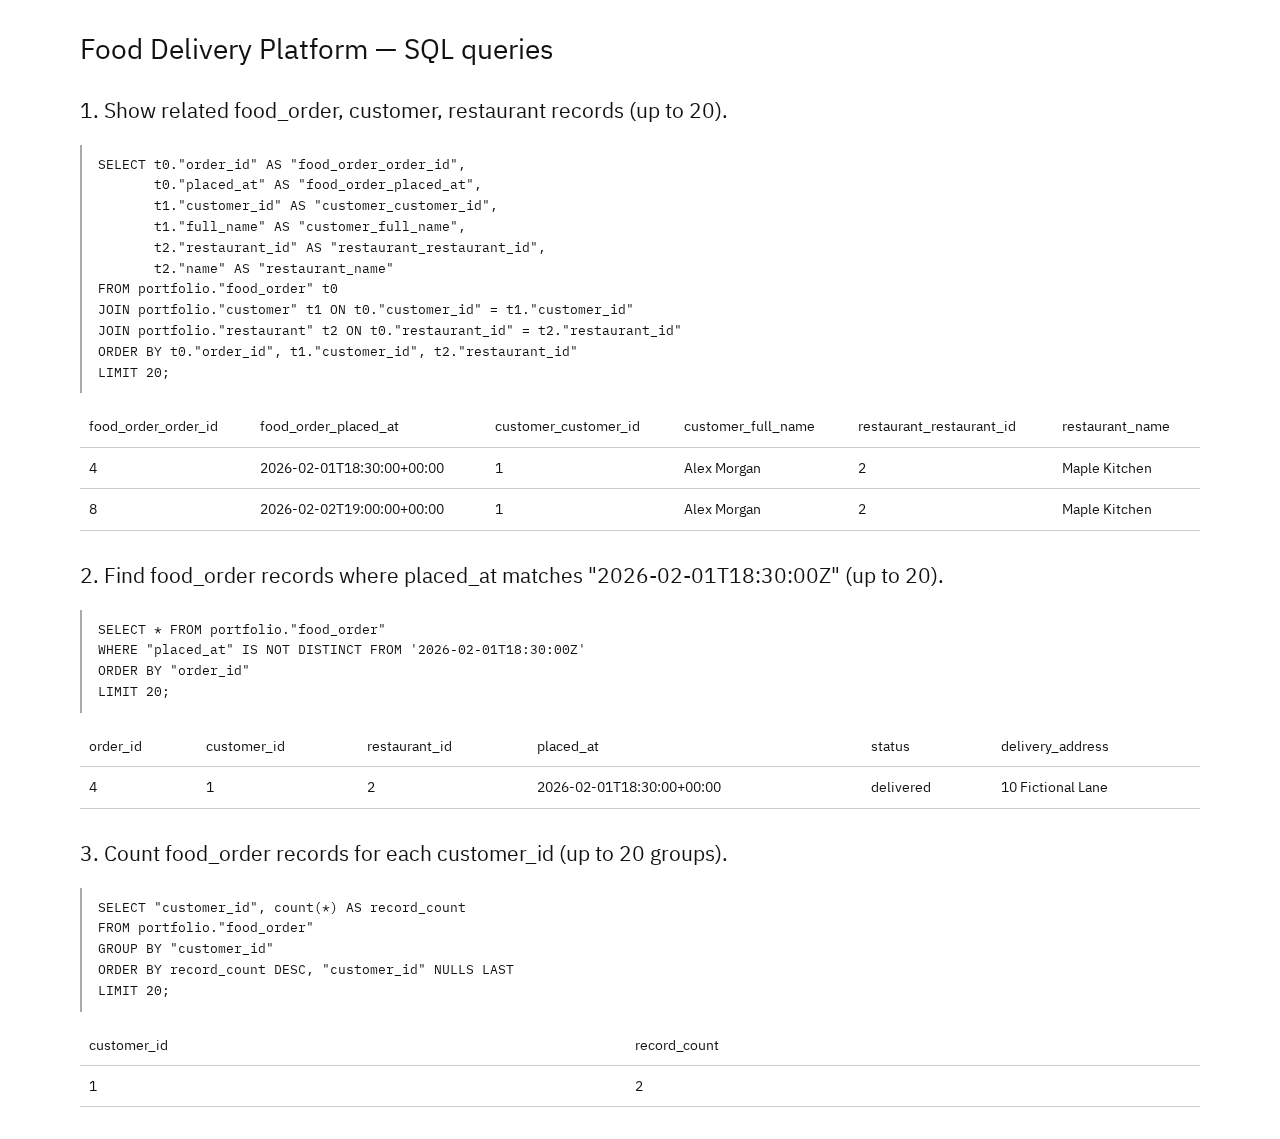 Food Delivery Platform — SQL queries
1. Show related food_order, customer, restaurant records (up to 20).
SELECT t0."order_id" AS "food_order_order_id",
       t0."placed_at" AS "food_order_placed_at",
       t1."customer_id" AS "customer_customer_id",
       t1."full_name" AS "customer_full_name",
       t2."restaurant_id" AS "restaurant_restaurant_id",
       t2."name" AS "restaurant_name"
FROM portfolio."food_order" t0
JOIN portfolio."customer" t1 ON t0."customer_id" = t1."customer_id"
JOIN portfolio."restaurant" t2 ON t0."restaurant_id" = t2."restaurant_id"
ORDER BY t0."order_id", t1."customer_id", t2."restaurant_id"
LIMIT 20;
food_order_order_id food_order_placed_at customer_customer_id customer_full_name restaurant_restaurant_id restaurant_name
4 2026-02-01T18:30:00+00:00 1 Alex Morgan 2 Maple Kitchen
8 2026-02-02T19:00:00+00:00 1 Alex Morgan 2 Maple Kitchen
2. Find food_order records where placed_at matches "2026-02-01T18:30:00Z" (up to 20).
SELECT * FROM portfolio."food_order"
WHERE "placed_at" IS NOT DISTINCT FROM '2026-02-01T18:30:00Z'
ORDER BY "order_id"
LIMIT 20;
order_id customer_id restaurant_id placed_at status delivery_address
4 1 2 2026-02-01T18:30:00+00:00 delivered 10 Fictional Lane
3. Count food_order records for each customer_id (up to 20 groups).
SELECT "customer_id", count(*) AS record_count
FROM portfolio."food_order"
GROUP BY "customer_id"
ORDER BY record_count DESC, "customer_id" NULLS LAST
LIMIT 20;
customer_id record_count
1 2